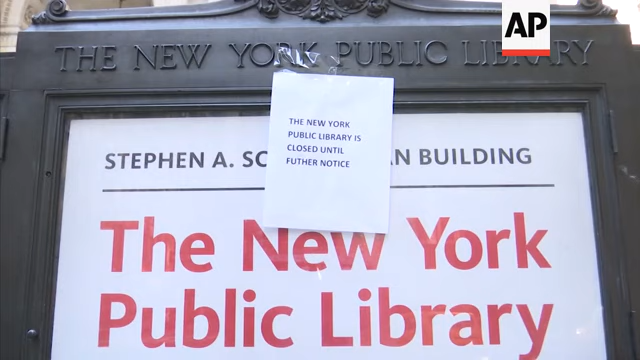 AP
THE NEW YORK PUBLIC LIBRARY
THE NEW YORK
PUBLIC LIBRARY IS
CLOSED UNTIL
FUTHER NOTICE
STEPHEN A. AN BUILDING
The New York
Public Library